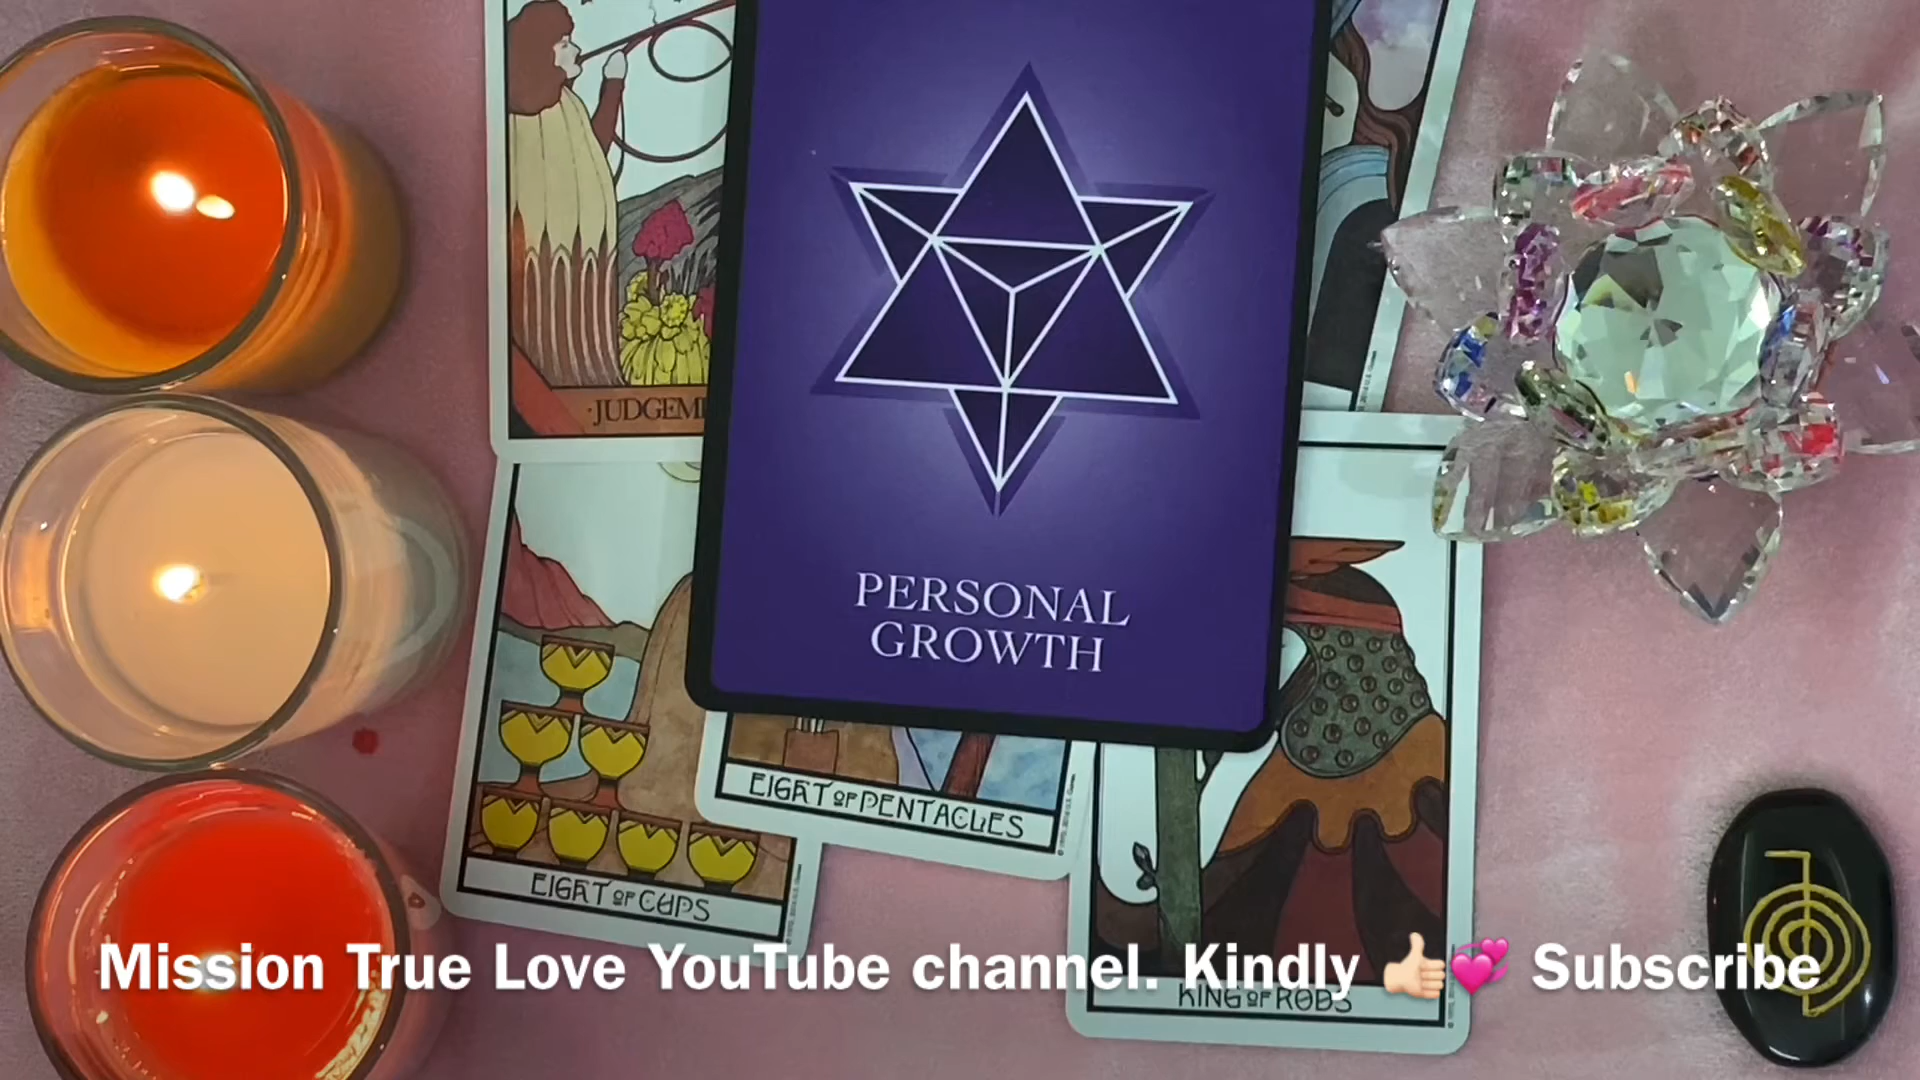 ·JUDGEM
PERSONAL
GROWTH
EIGHT OF PENTACLES
EIGHT OF CUPS
Mission True Love YouTube channel. Kindly 👍🏻💞 Subscribe
KING OF RODS